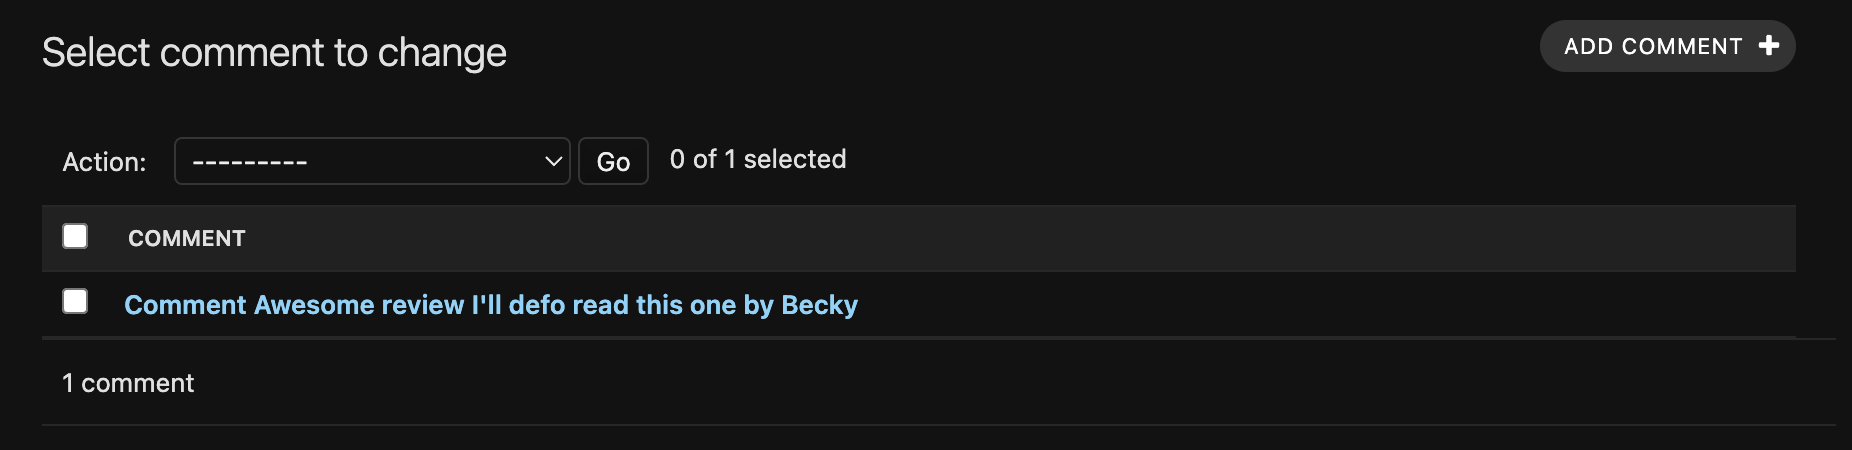 Select comment to change
ADD COMMENT
Action: --------- Go 0 of 1 selected
COMMENT
Comment Awesome review I'll defo read this one by Becky
1 comment